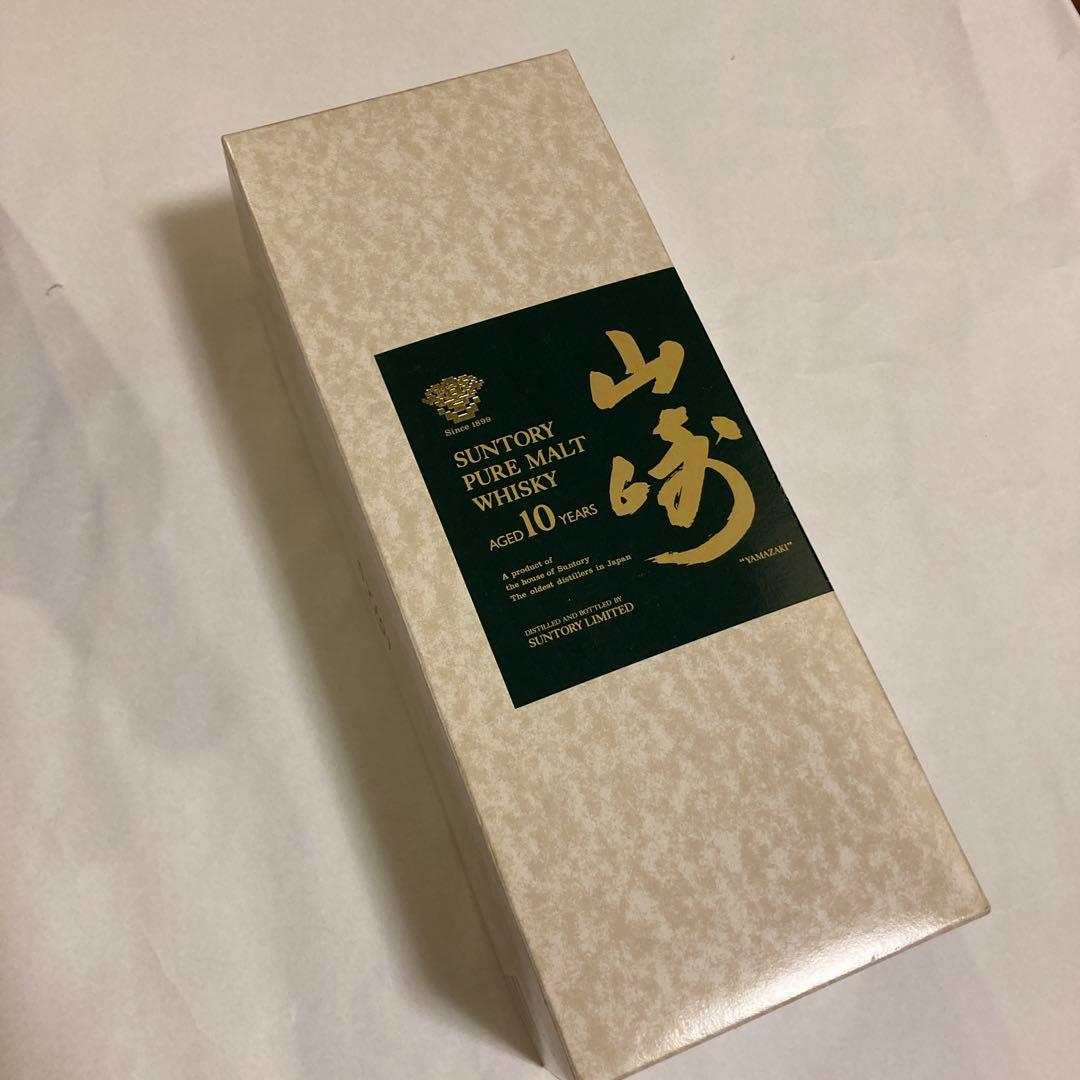 Since 1899
SUNTORY
PURE MALT
WHISKY
AGED 10 YEARS
A product of
the house of Suntory
The oldest distillers in Japan
DISTILLED AND BOTTLED BY
SUNTORY LIMITED
山崎
"YAMAZAKI"